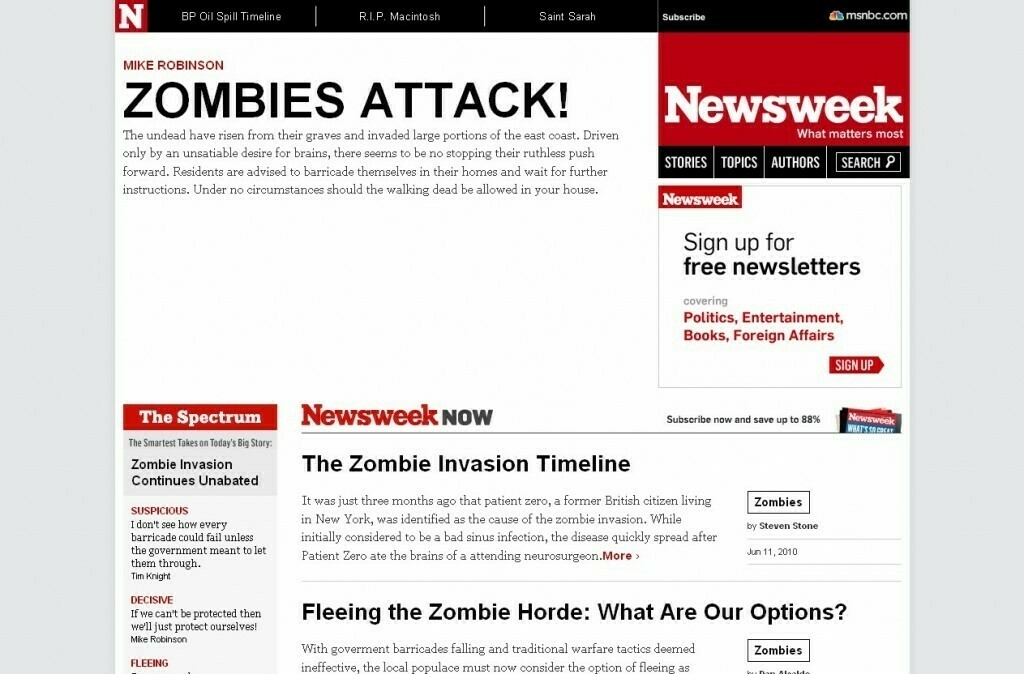 N
BP Oil Spill Timeline
R.I.P. Macintosh
Saint Sarah
Subscribe
msnbc.com
MIKE ROBINSON
ZOMBIES ATTACK!
The undead have risen from their graves and invaded large portions of the east coast. Driven
only by an unsatiable desire for brains, there seems to be no stopping their ruthless push
forward. Residents are advised to barricade themselves in their homes and wait for further
instructions. Under no circumstances should the walking dead be allowed in your house.
Newsweek
What matters most
STORIES
TOPICS
AUTHORS
SEARCH
Newsweek
Sign up for
free newsletters
covering
Politics, Entertainment,
Books, Foreign Affairs
SIGN UP
The Spectrum
The Smartest Takes on Today's Big Story:
Zombie Invasion
Continues Unabated
SUSPICIOUS
I don't see how every
barricade could fail unless
the government meant to let
them through.
Tim Knight
DECISIVE
If we can't be protected then
we'll just protect ourselves!
Mike Robinson
FLEEING
Newsweek NOW
Subscribe now and save up to 88%
Newsweek
WHAT'S SO GREAT
The Zombie Invasion Timeline
It was just three months ago that patient zero, a former British citizen living
in New York, was identified as the cause of the zombie invasion. While
initially considered to be a bad sinus infection, the disease quickly spread after
Patient Zero ate the brains of a attending neurosurgeon.More ›
Zombies
by Steven Stone
Jun 11, 2010
Fleeing the Zombie Horde: What Are Our Options?
With goverment barricades falling and traditional warfare tactics deemed
ineffective, the local populace must now consider the option of fleeing as
Zombies
by Dan